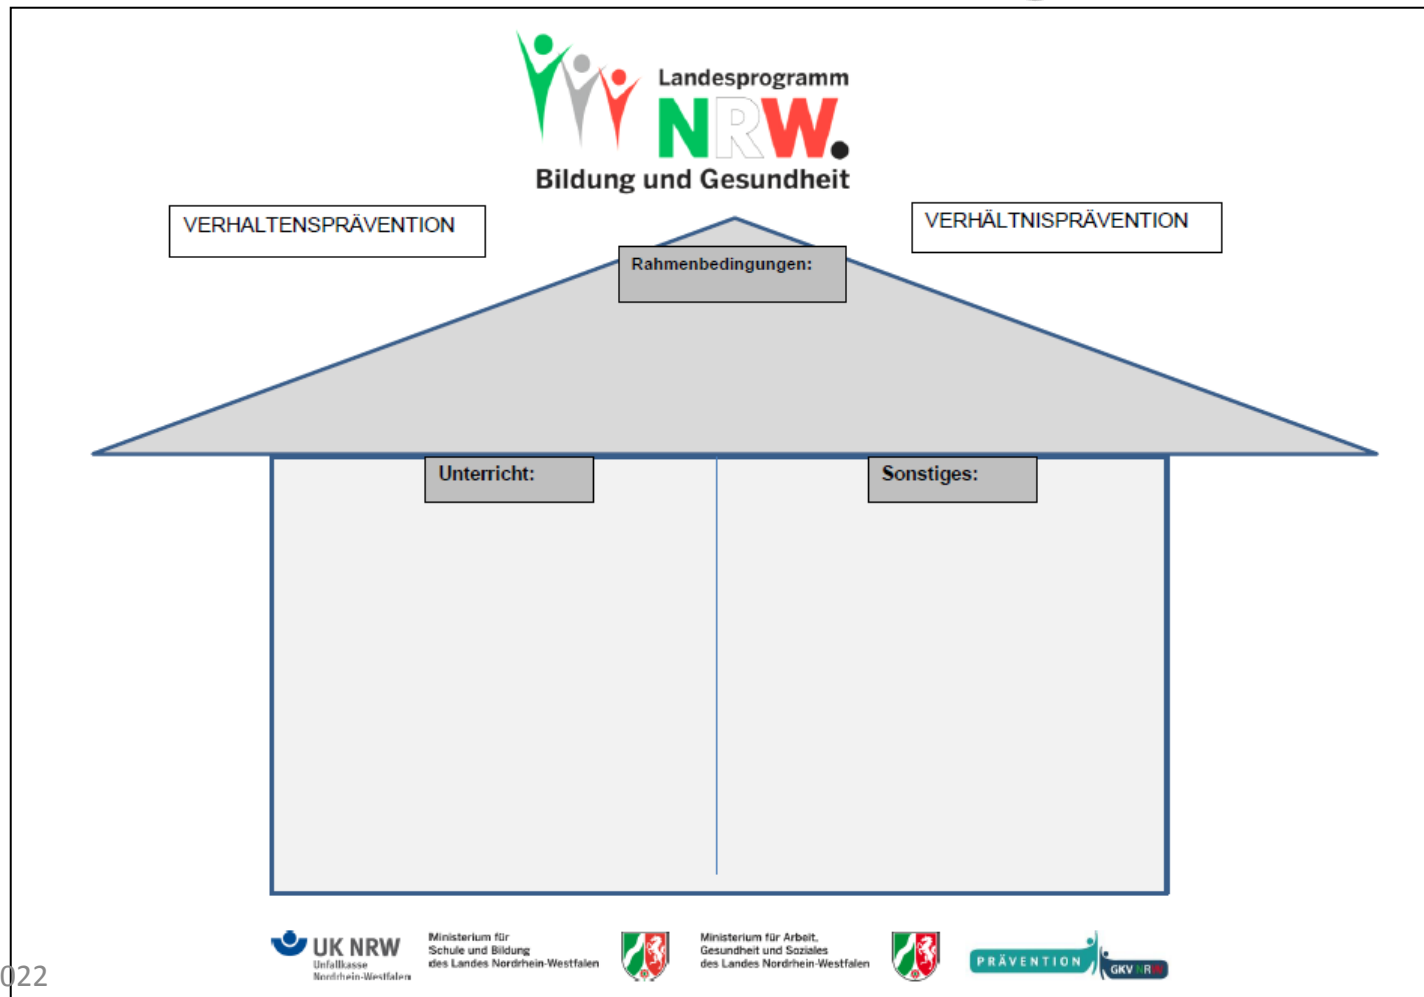 Landesprogramm
NRW.
Bildung und Gesundheit
VERHALTENSPRÄVENTION
VERHÄLTNISPRÄVENTION
Rahmenbedingungen:
Unterricht:
Sonstiges:
UK NRW
Unfallkasse
Nordrhein-Westfalen
Ministerium für
Schule und Bildung
des Landes Nordrhein-Westfalen
Ministerium für Arbeit,
Gesundheit und Soziales
des Landes Nordrhein-Westfalen
PRÄVENTION
GKV NRW
022